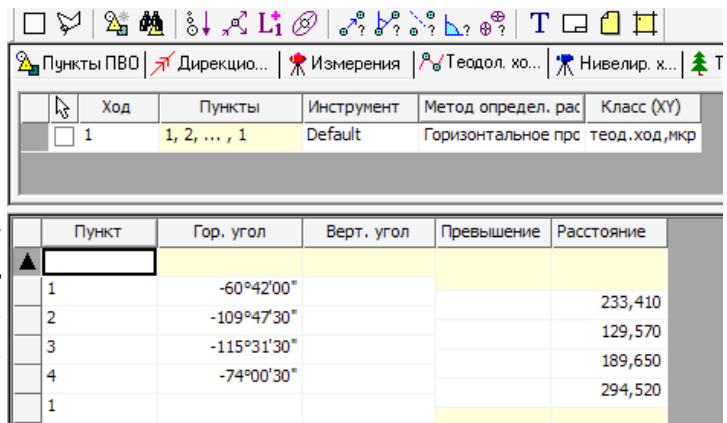 T
Пункты ПВО Дирекцио... Измерения Теодол. хо... Нивелир. х... Т
Ход Пункты Инструмент Метод определ. рас Класс (XY)
1 1, 2, ... , 1 Default Горизонтальное прс теод.ход,мкр
Пункт Гор. угол Верт. угол Превышение Расстояние
1 -60°42'00"
233,410
2 -109°47'30"
129,570
3 -115°31'30"
189,650
4 -74°00'30"
294,520
1